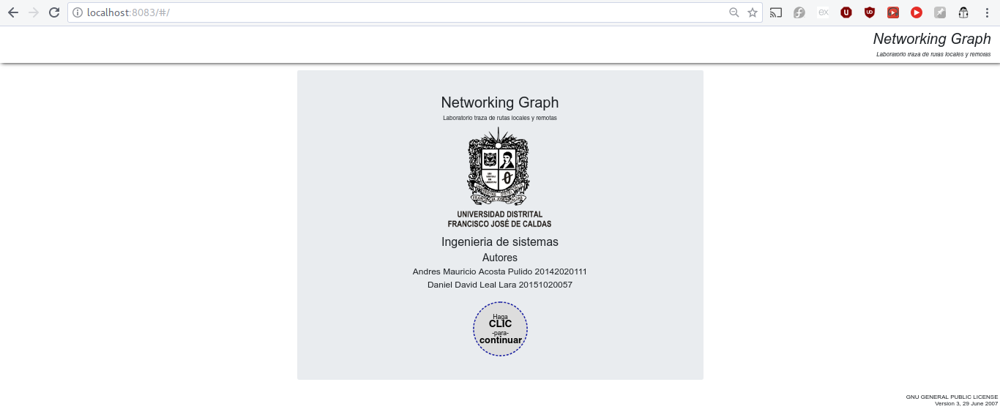 localhost:8083/#/
ex
Networking Graph
Laboratorio traza de rutas locales y remotas
Networking Graph
Laboratorio traza de rutas locales y remotas
UNIVERSIDAD DISTRITAL
FRANCISCO JOSÉ DE CALDAS
Ingenieria de sistemas
Autores
Andres Mauricio Acosta Pulido 20142020111
Daniel David Leal Lara 20151020057
Haga
CLIC
-para-
continuar
GNU GENERAL PUBLIC LICENSE
Version 3, 29 June 2007